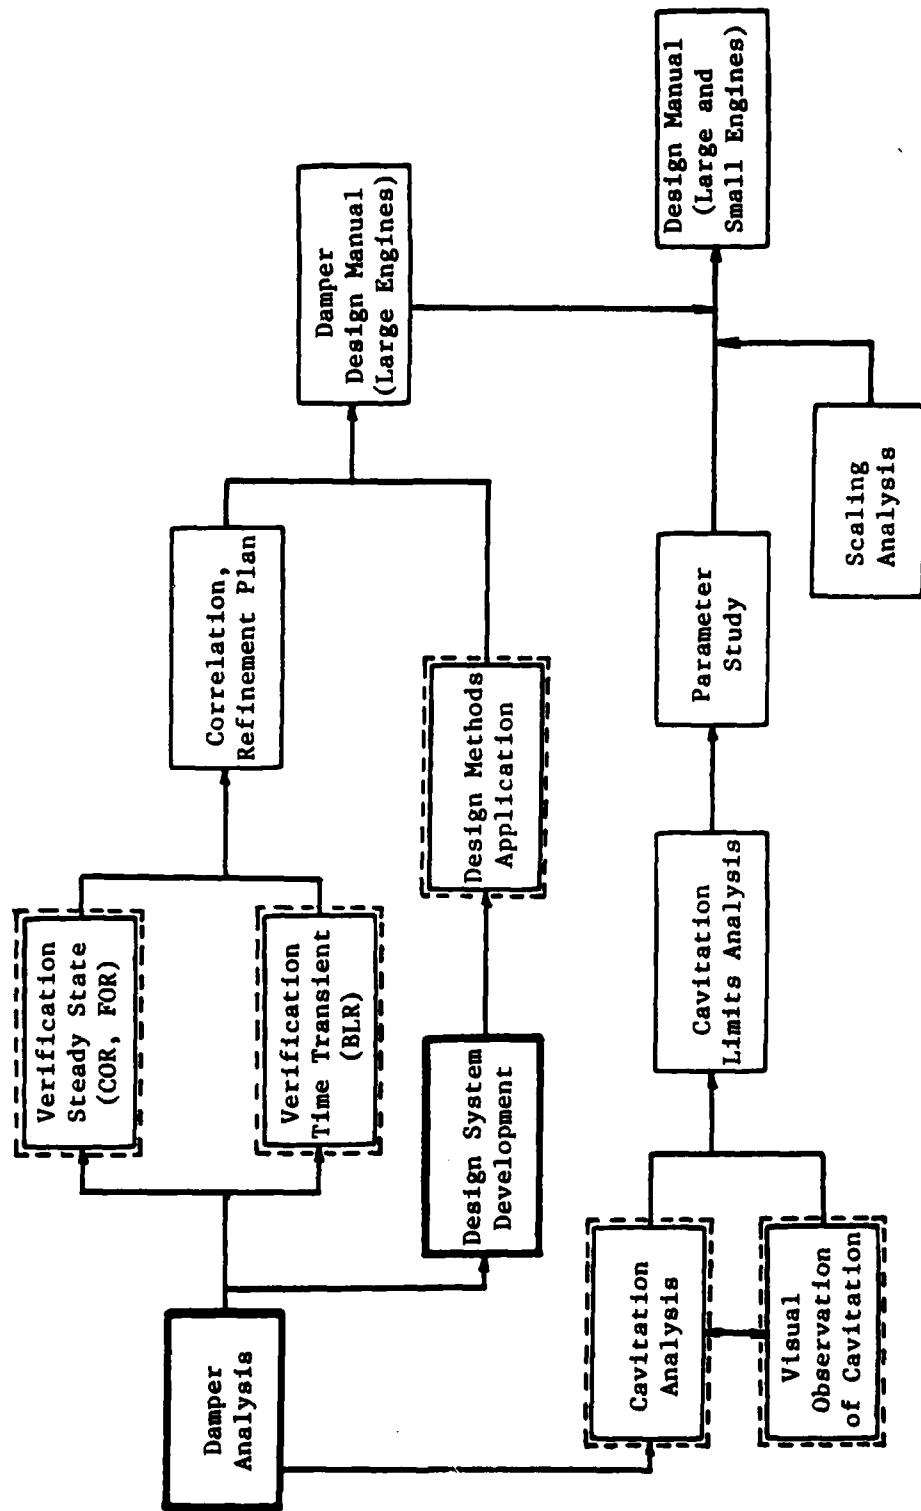 Damper
Analysis
Verification
Steady State
(COR, FOR)
Verification
Time Transient
(BLR)
Correlation,
Refinement Plan
Design System
Development
Design Methods
Application
Damper
Design Manual
(Large Engines)
Cavitation
Analysis
Visual
Observation
of Cavitation
Cavitation
Limits Analysis
Parameter
Study
Scaling
Analysis
Design Manual
(Large and
Small Engines)